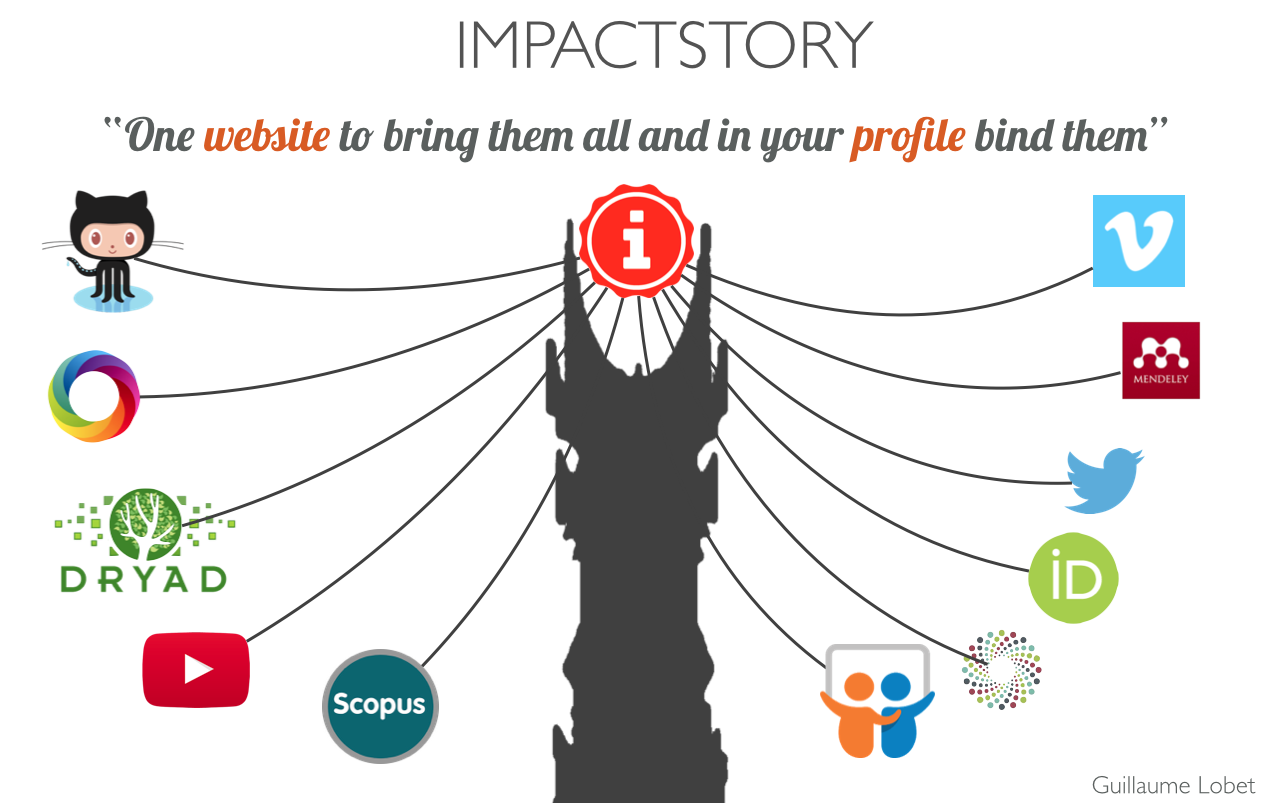 IMPACTSTORY
“One website to bring them all and in your profile bind them”
i
MENDELEY
DRYAD
iD
Scopus
Guillaume Lobet